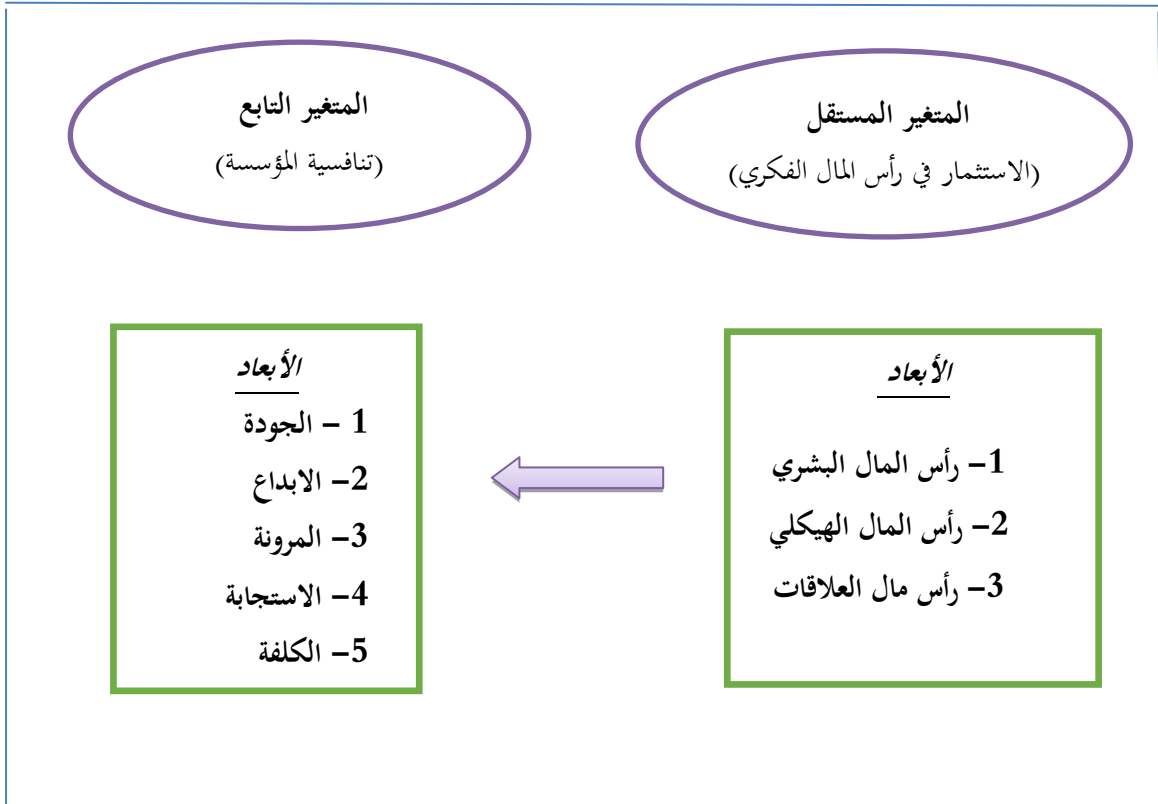 المتغير المستقل
(الاستثمار في رأس المال الفكري)
المتغير التابع
(تنافسية المؤسسة)
الأبعاد
1– رأس المال البشري
2– رأس المال الهيكلي
3– رأس مال العلاقات
الأبعاد
1 – الجودة
2– الابداع
3– المرونة
4– الاستجابة
5– الكلفة